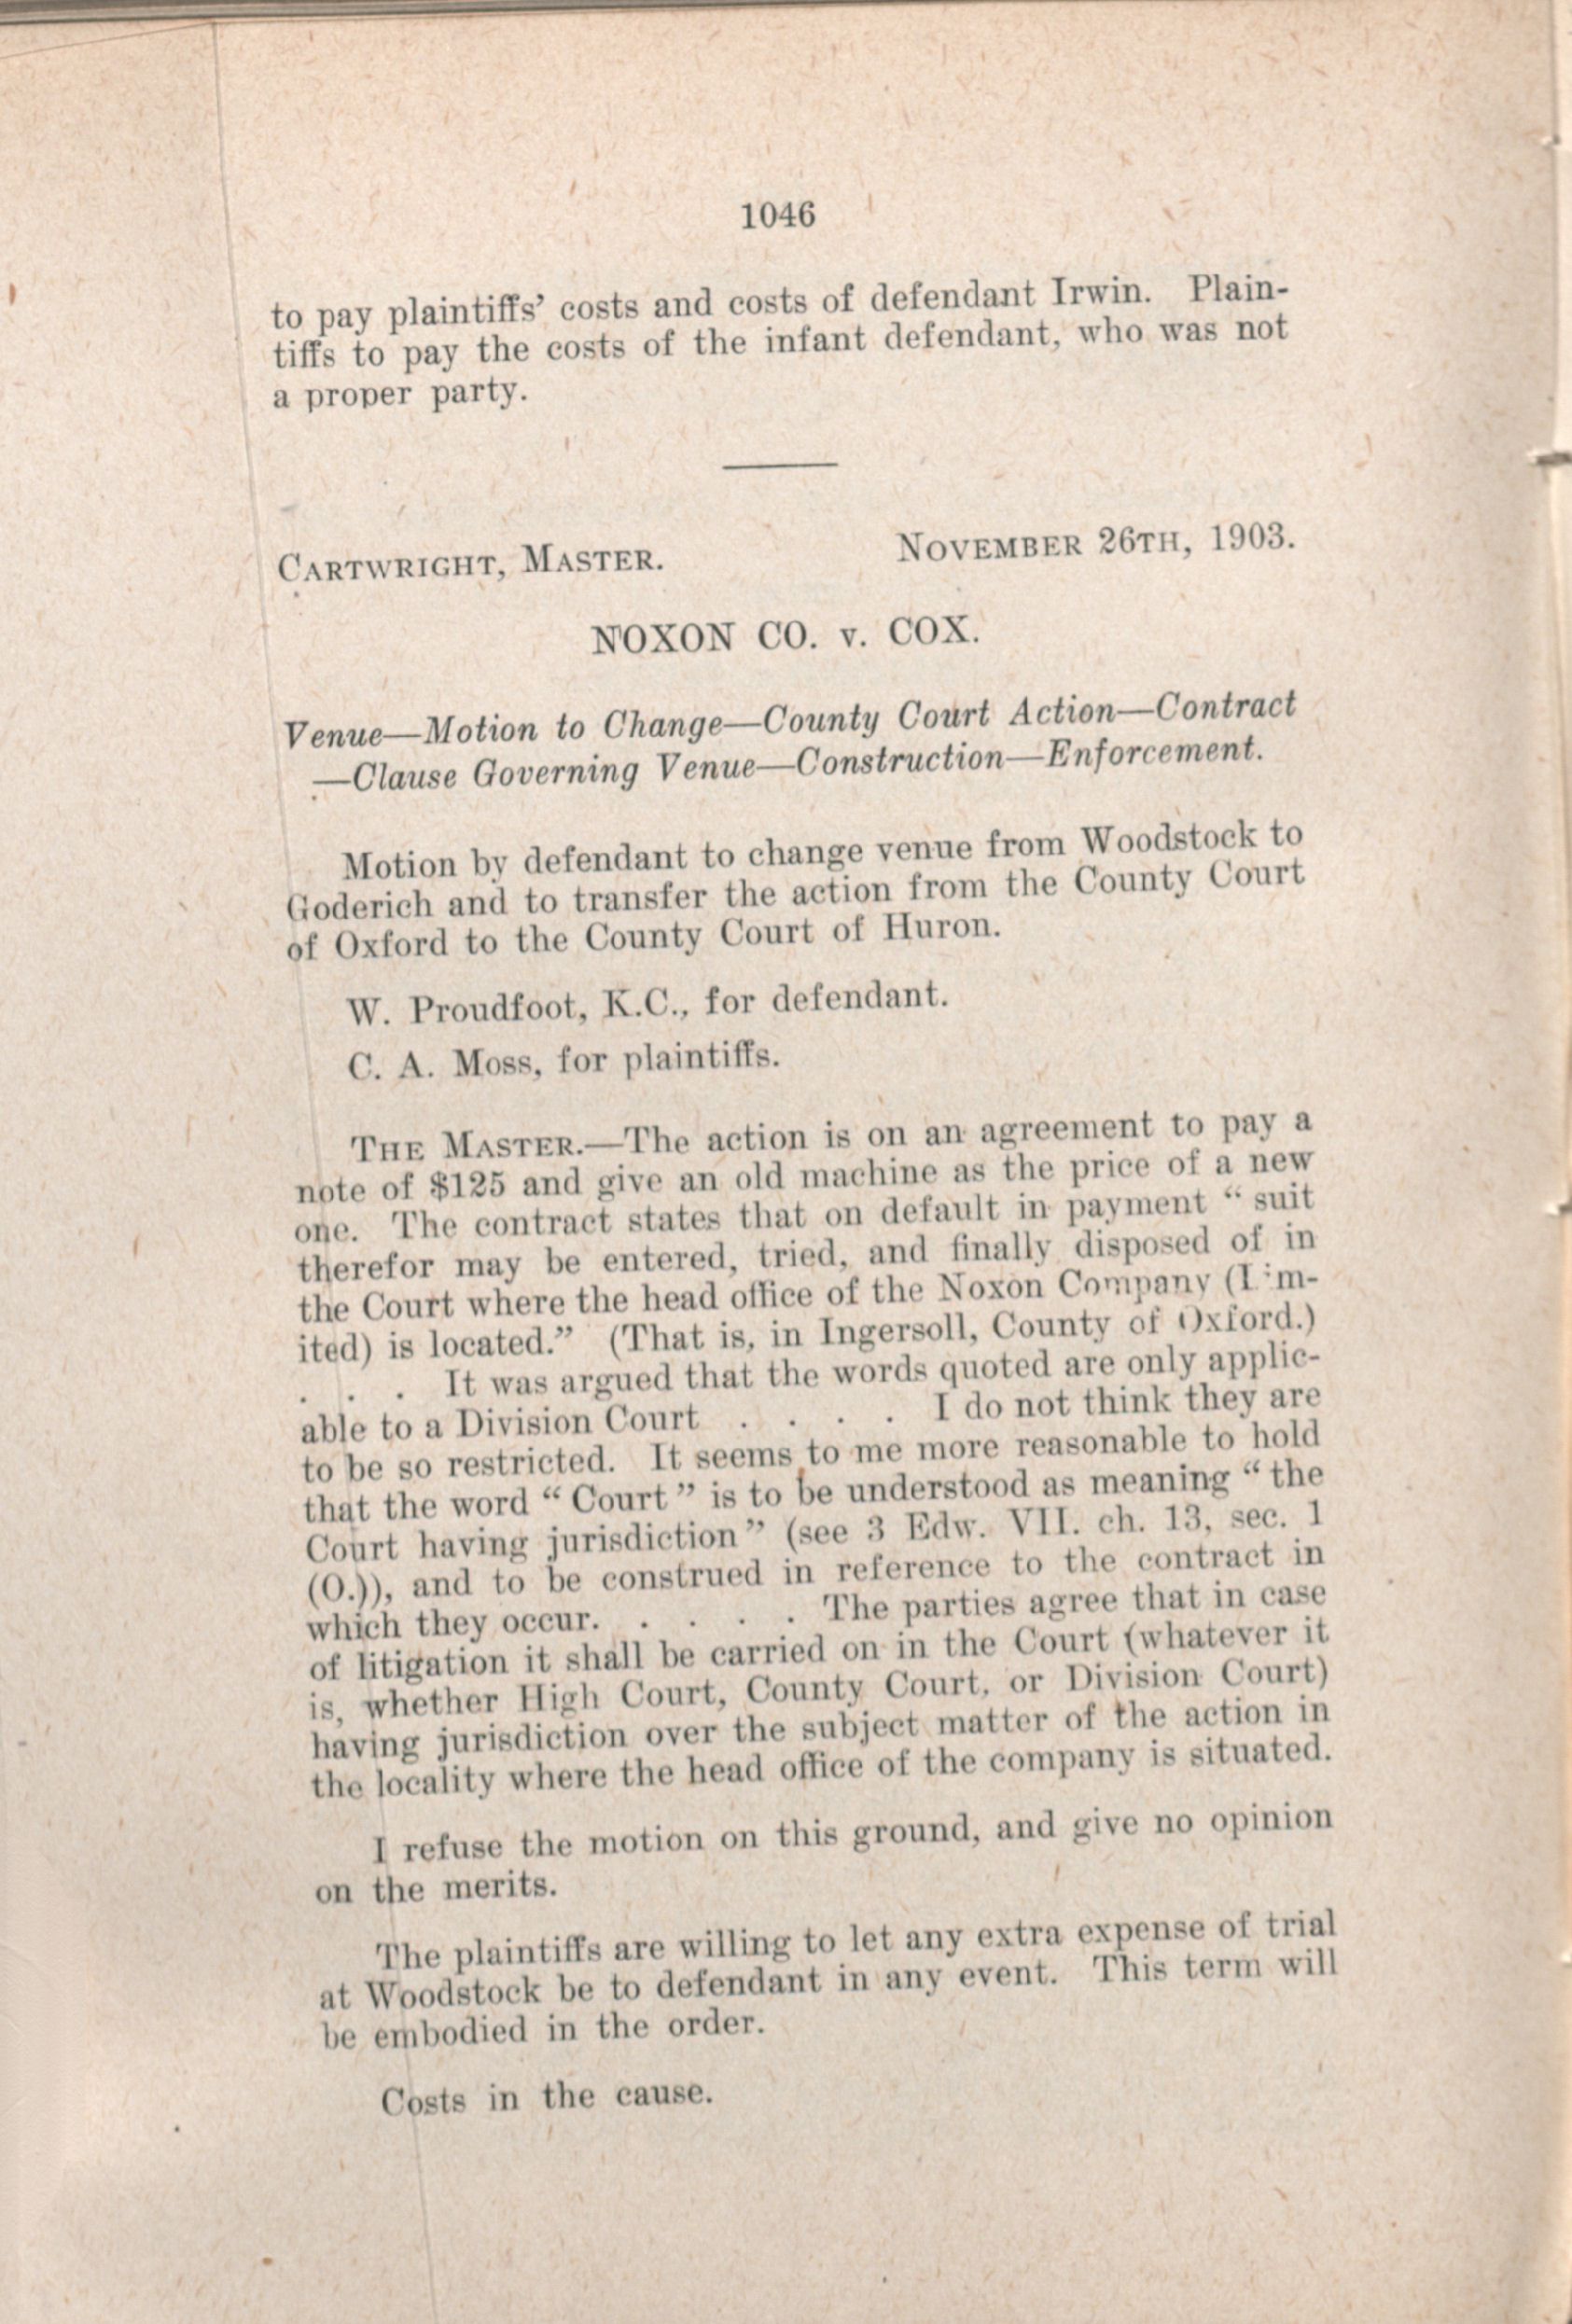 1046
to pay plaintiffs' costs and costs of defendant Irwin. Plain-
tiffs to pay the costs of the infant defendant, who was not
a proper party.
CARTWRIGHT, MASTER. NOVEMBER 26TH, 1903.
NOXON CO. v. COX.
Venue—Motion to Change—County Court Action—Contract
—Clause Governing Venue—Construction—Enforcement.
Motion by defendant to change venue from Woodstock to
Goderich and to transfer the action from the County Court
of Oxford to the County Court of Huron.
W. Proudfoot, K.C., for defendant.
C. A. Moss, for plaintiffs.
THE MASTER.—The action is on an agreement to pay a
note of $125 and give an old machine as the price of a new
one. The contract states that on default in payment " suit
therefor may be entered, tried, and finally disposed of in
the Court where the head office of the Noxon Company (Lim-
ited) is located." (That is, in Ingersoll, County of Oxford.)
. . . It was argued that the words quoted are only applic-
able to a Division Court . . . . I do not think they are
to be so restricted. It seems to me more reasonable to hold
that the word " Court " is to be understood as meaning " the
Court having jurisdiction " (see 3 Edw. VII. ch. 13, sec. 1
(O.)), and to be construed in reference to the contract in
which they occur. . . . . The parties agree that in case
of litigation it shall be carried on in the Court (whatever it
is, whether High Court, County Court, or Division Court)
having jurisdiction over the subject matter of the action in
the locality where the head office of the company is situated.
I refuse the motion on this ground, and give no opinion
on the merits.
The plaintiffs are willing to let any extra expense of trial
at Woodstock be to defendant in any event. This term will
be embodied in the order.
Costs in the cause.